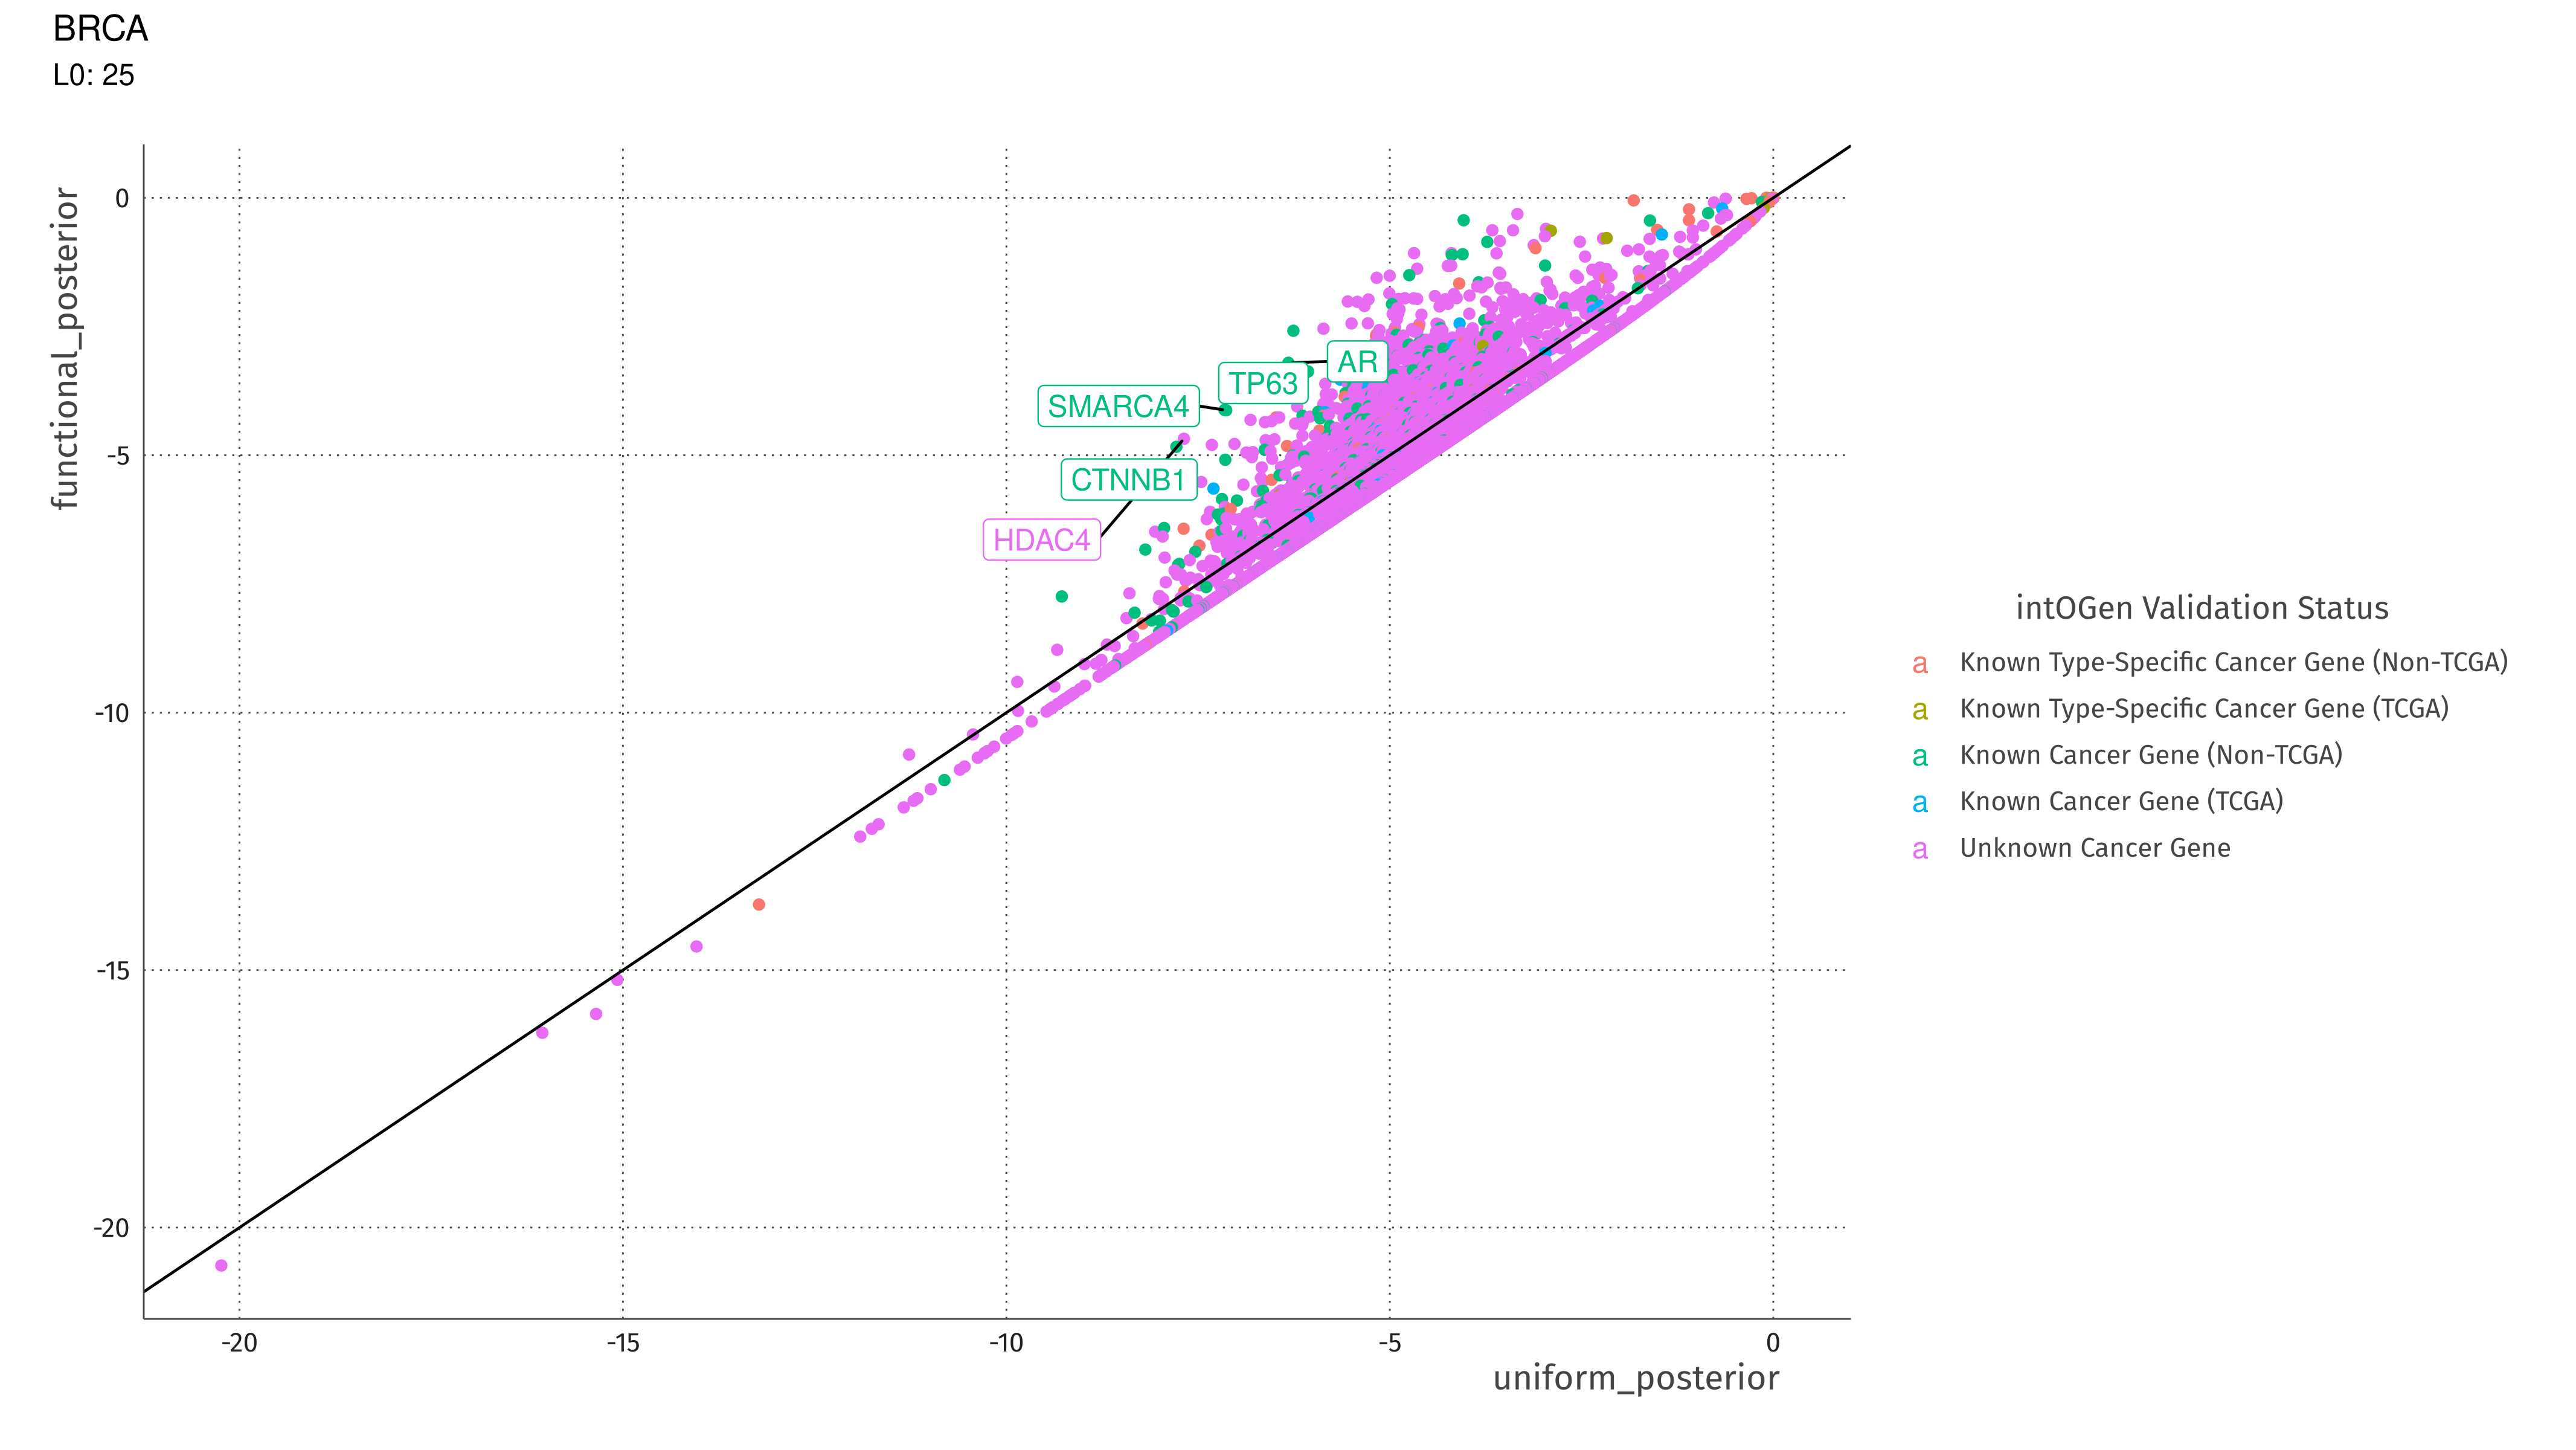 BRCA
L0: 25
functional_posterior
0
-5
-10
-15
-20
AR
TP63
SMARCA4
CTNNB1
HDAC4
-20
-15
-10
-5
0
uniform_posterior
intOGen Validation Status
a Known Type-Specific Cancer Gene (Non-TCGA)
a Known Type-Specific Cancer Gene (TCGA)
a Known Cancer Gene (Non-TCGA)
a Known Cancer Gene (TCGA)
a Unknown Cancer Gene